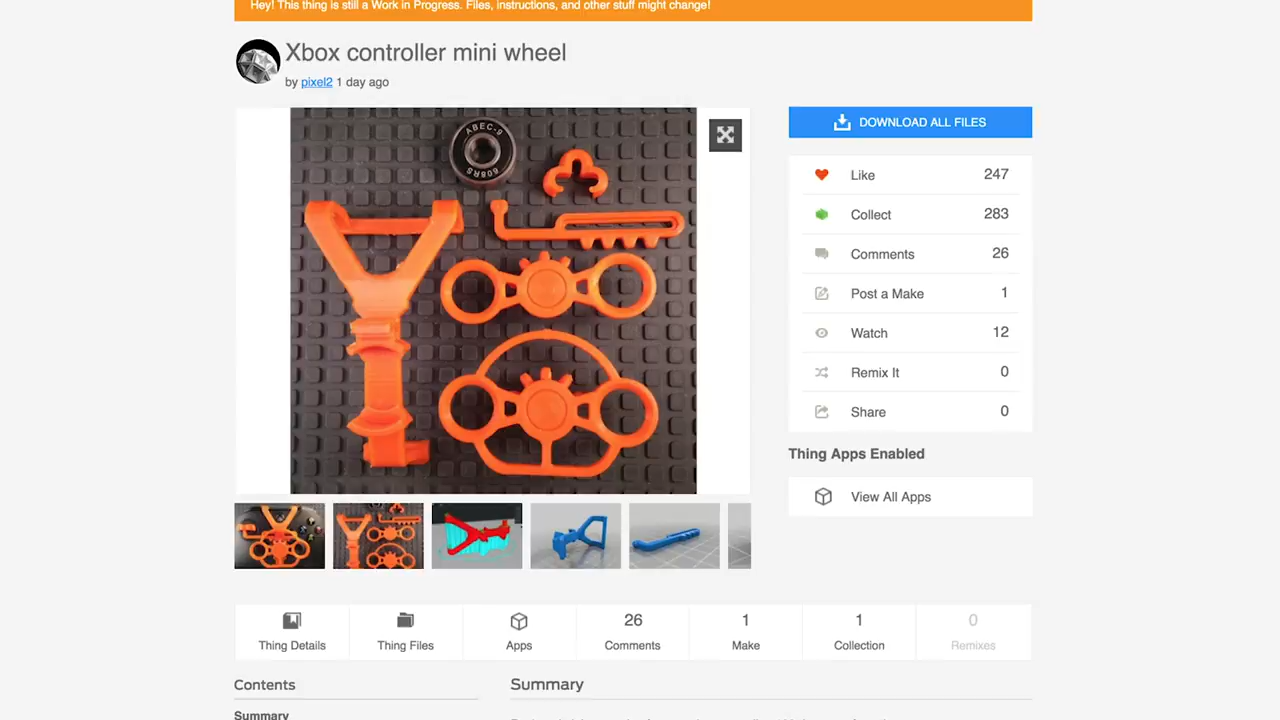 Hey! This thing is still a Work in Progress. Files, instructions, and other stuff might change!
Xbox controller mini wheel
by pixel2 1 day ago
ABEC-9
608RS
DOWNLOAD ALL FILES
Like 247
Collect 283
Comments 26
Post a Make 1
Watch 12
Remix It 0
Share 0
Thing Apps Enabled
View All Apps
Thing Details
Thing Files
Apps
26
Comments
1
Make
1
Collection
0
Remixes
Contents
Summary
Summary